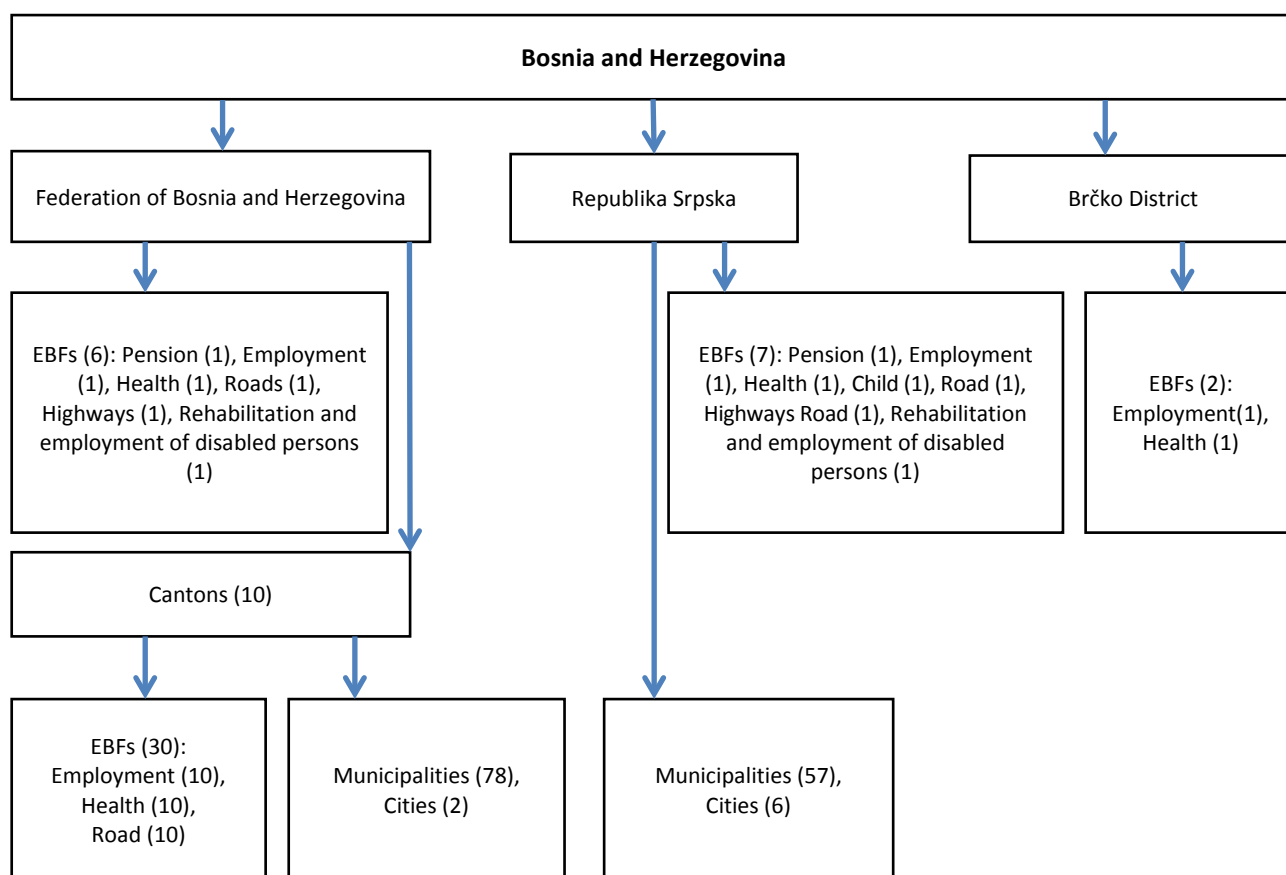 Bosnia and Herzegovina
Federation of Bosnia and Herzegovina
Republika Srpska
Brčko District
EBFs (6): Pension (1), Employment
(1), Health (1), Roads (1),
Highways (1), Rehabilitation and
employment of disabled persons
(1)
EBFs (7): Pension (1), Employment
(1), Health (1), Child (1), Road (1),
Highways Road (1), Rehabilitation
and employment of disabled
persons (1)
EBFs (2):
Employment(1),
Health (1)
Cantons (10)
EBFs (30):
Employment (10),
Health (10),
Road (10)
Municipalities (78),
Cities (2)
Municipalities (57),
Cities (6)